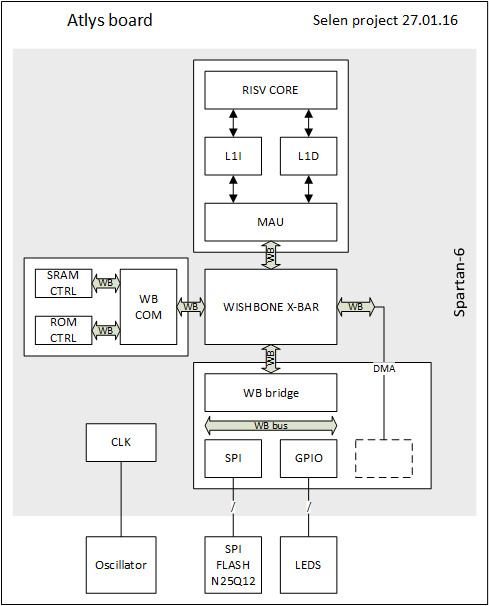 Atlys board
Selen project 27.01.16
RISV CORE
L1I
L1D
MAU
WB
SRAM
CTRL
WB
ROM
CTRL
WB
WB
COM
WB
WISHBONE X-BAR
WB
Spartan-6
WB
DMA
WB bridge
WB bus
CLK
SPI
GPIO
/
/
Oscillator
SPI
FLASH
N25Q12
LEDS